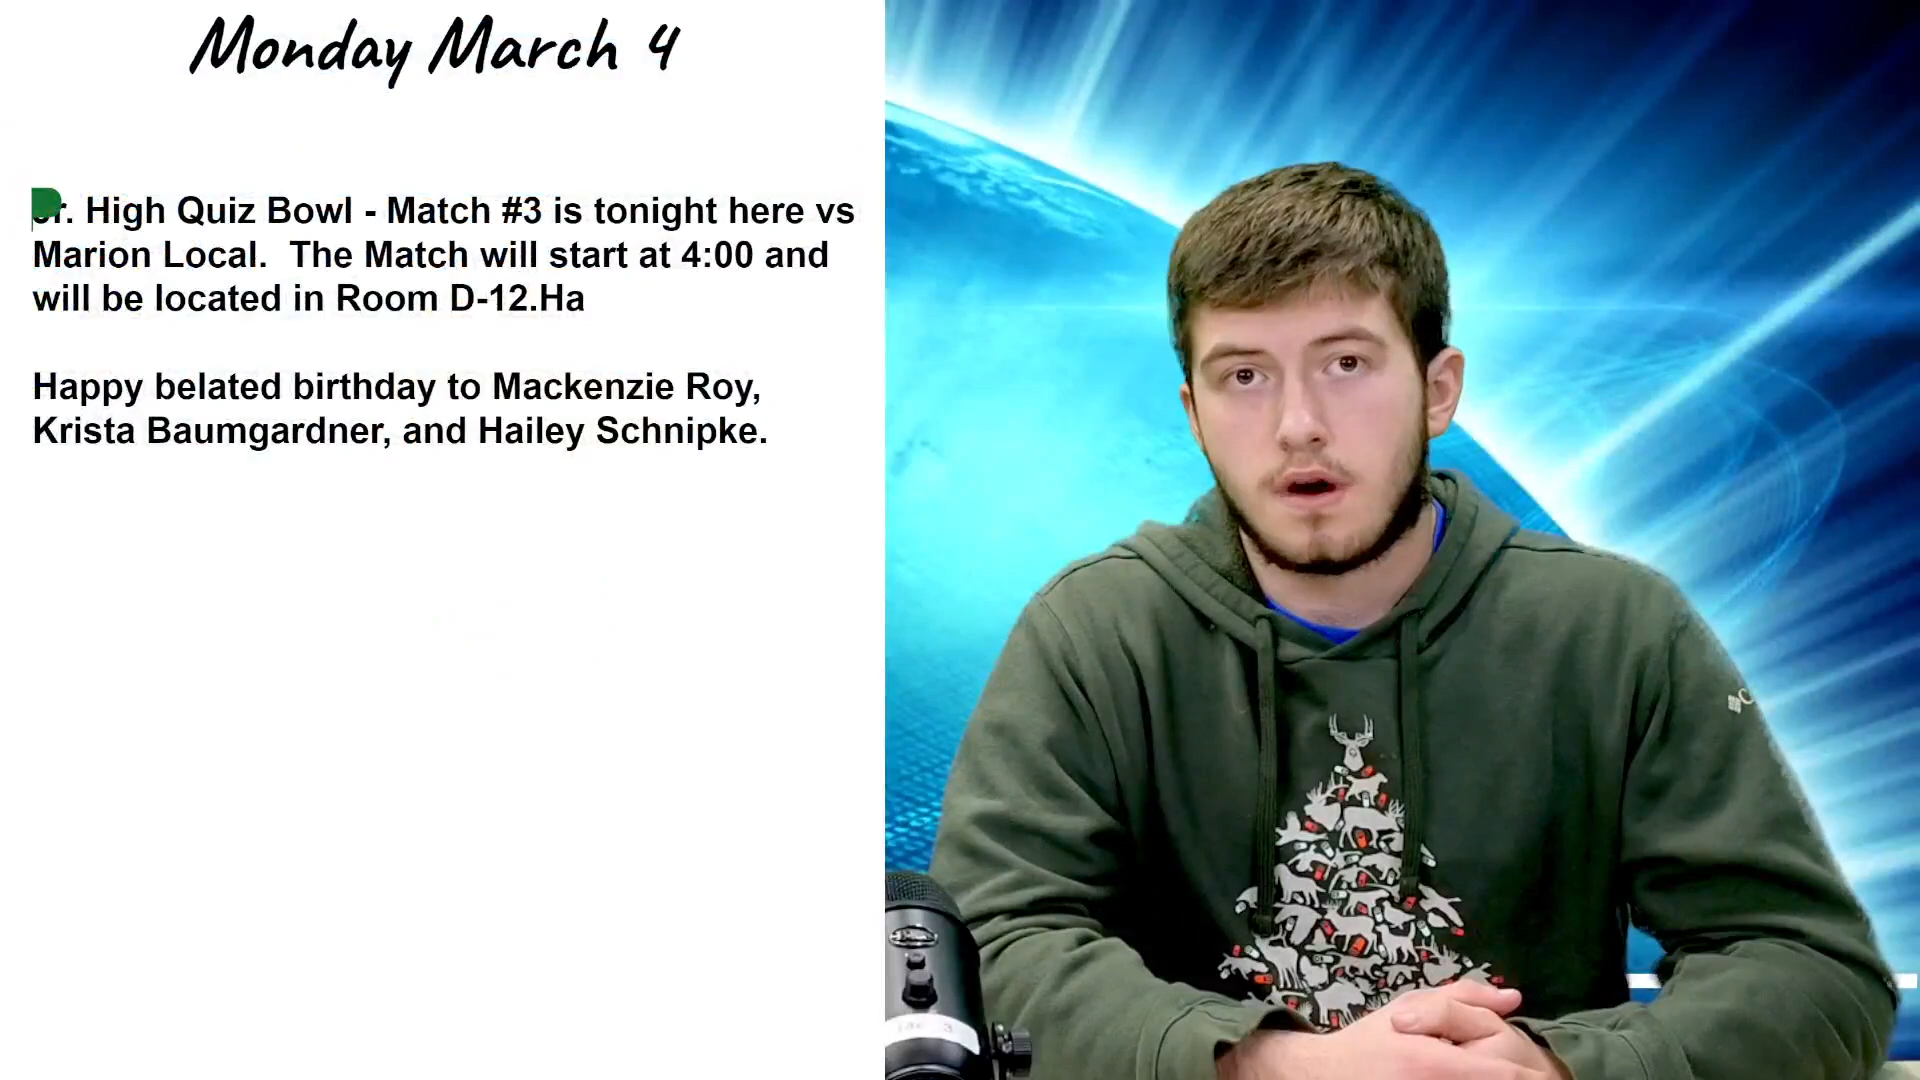 Monday March 4
Jr. High Quiz Bowl - Match #3 is tonight here vs
Marion Local.  The Match will start at 4:00 and
will be located in Room D-12.Ha
Happy belated birthday to Mackenzie Roy,
Krista Baumgardner, and Hailey Schnipke.